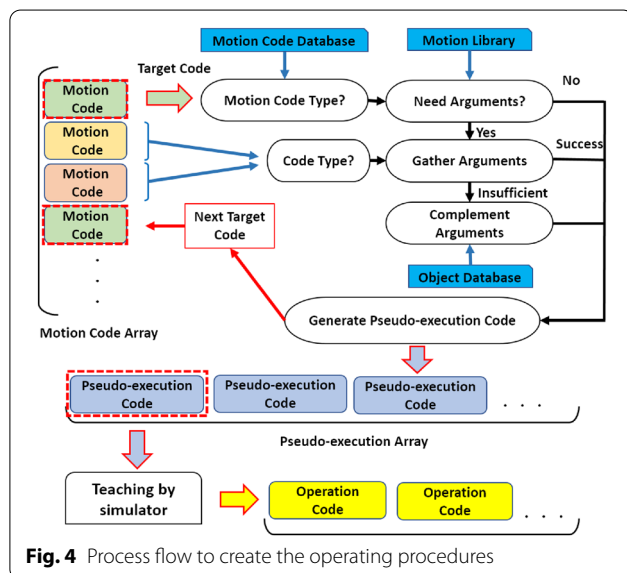 Motion Code Database
Motion Library
Target Code
No
Motion
Code
Motion Code Type?
Need Arguments?
Yes
Motion
Code
Code Type?
Gather Arguments
Success
Motion
Code
Insufficient
Motion
Code
Next Target
Code
Complement
Arguments
.
.
.
Object Database
Motion Code Array
Generate Pseudo-execution Code
Pseudo-execution
Code
Pseudo-execution
Code
Pseudo-execution
Code
. . .
Pseudo-execution Array
Teaching by
simulator
Operation
Code
Operation
Code
. . .
Fig. 4 Process flow to create the operating procedures